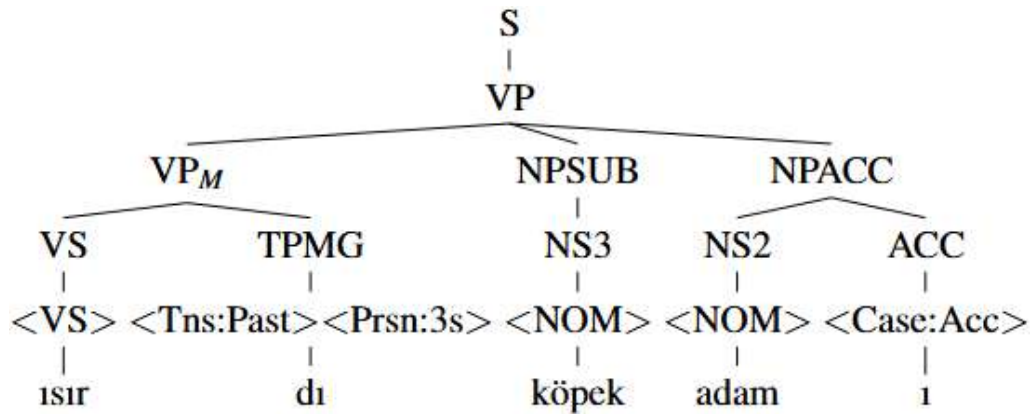 S
VP
VP_M NPSUB NPACC
VS TPMG NS3 NS2 ACC
<VS> <Tns:Past> <Prsn:3s> <NOM> <NOM> <Case:Acc>
ısır dı köpek adam ı